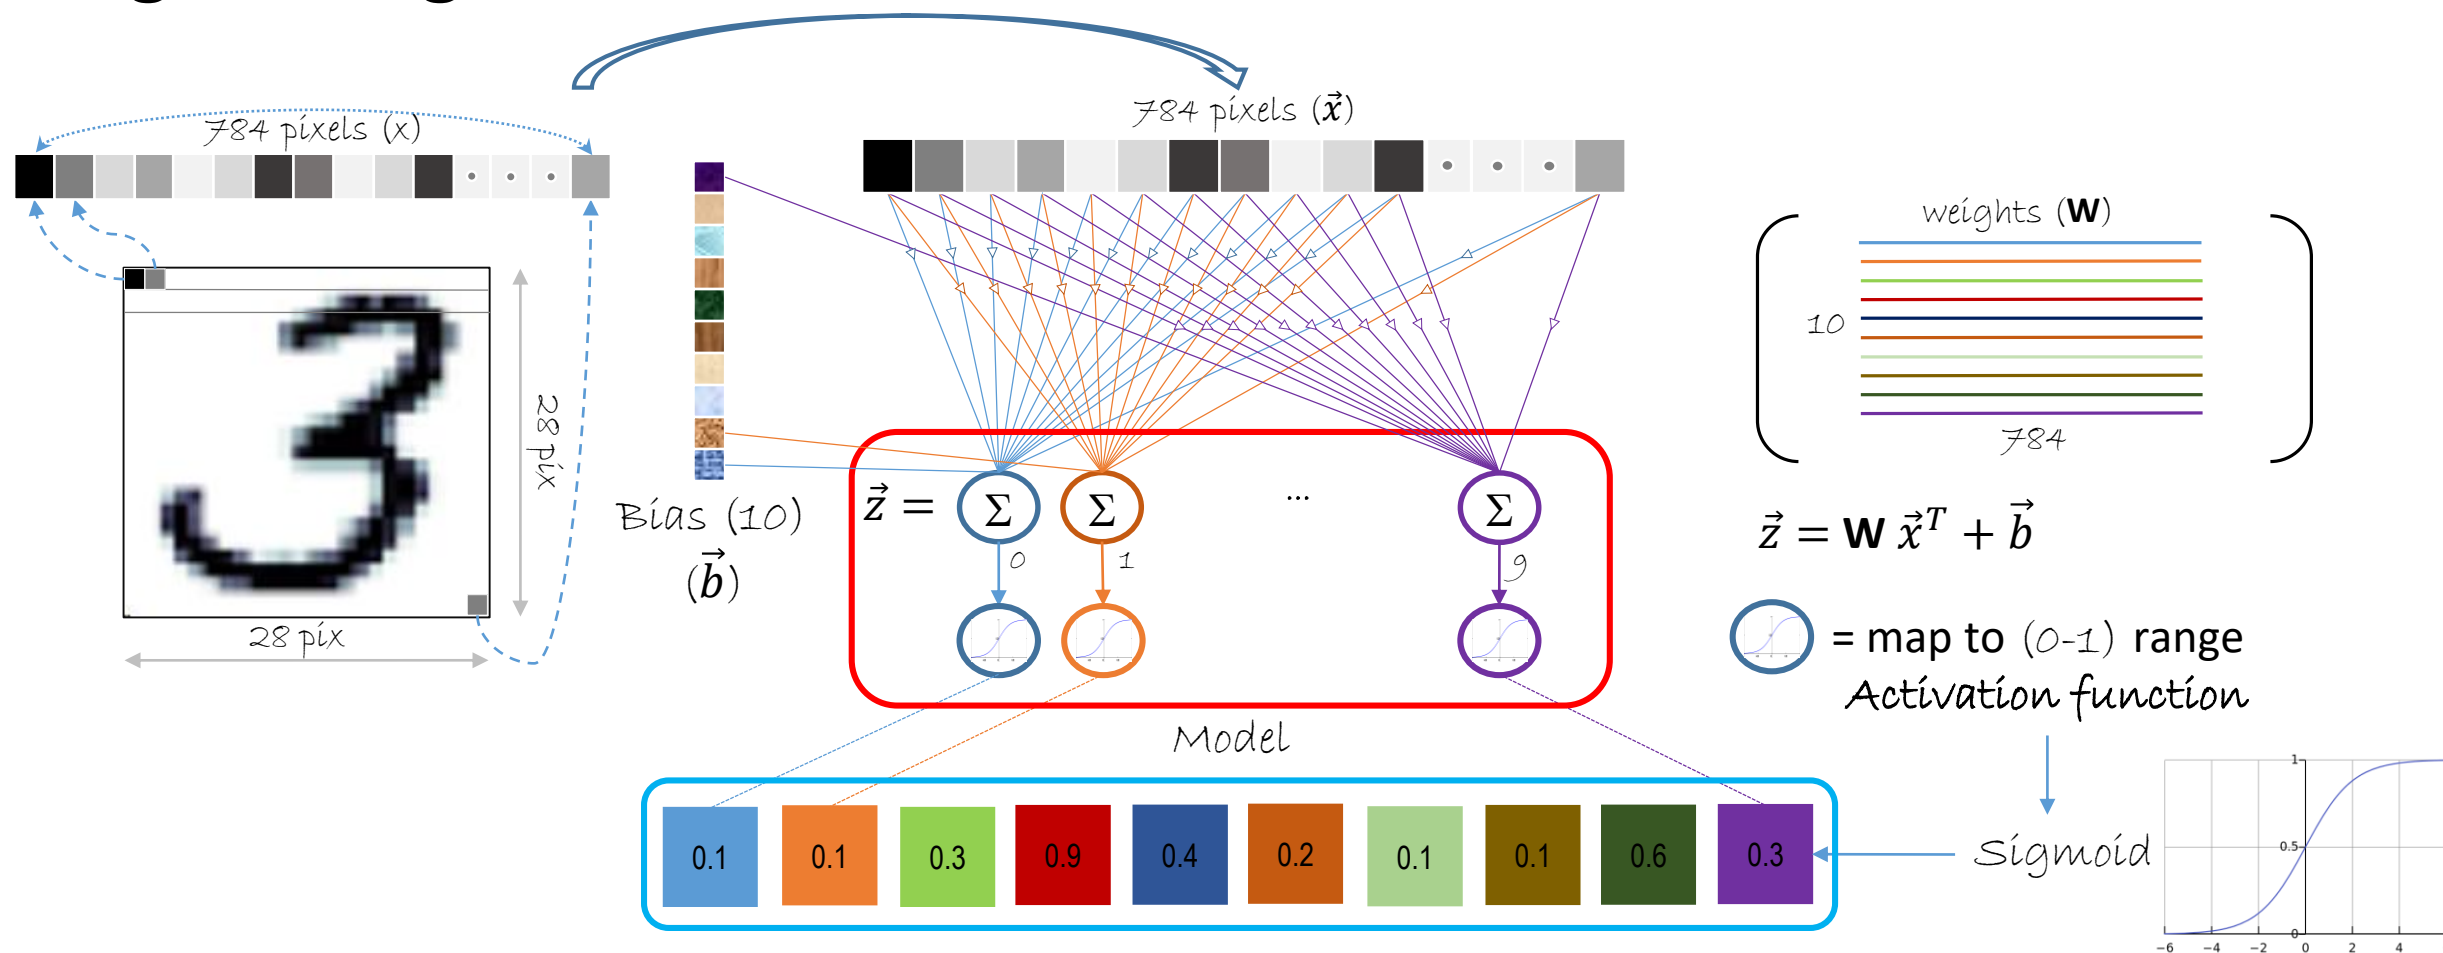 784 pixels (x)
28 pix
28 pix
784 pixels (x⃗)
Bias (10)
(b⃗)
z⃗ =
Σ
Σ
...
Σ
0
1
9
Model
0.1
0.1
0.3
0.9
0.4
0.2
0.1
0.1
0.6
0.3
weights (W)
10
784
z⃗ = W x⃗ᵀ + b⃗
= map to (0-1) range
Activation function
Sigmoid
1
0.5
0
−6 −4 −2 0 2 4